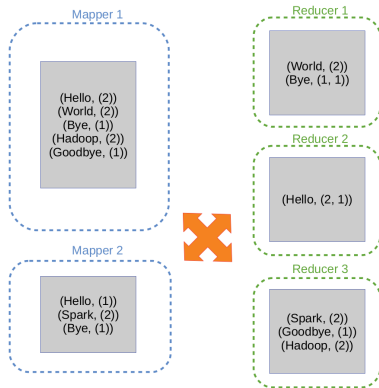 Mapper 1
(Hello, (2))
(World, (2))
(Bye, (1))
(Hadoop, (2))
(Goodbye, (1))
Mapper 2
(Hello, (1))
(Spark, (2))
(Bye, (1))
Reducer 1
(World, (2))
(Bye, (1, 1))
Reducer 2
(Hello, (2, 1))
Reducer 3
(Spark, (2))
(Goodbye, (1))
(Hadoop, (2))